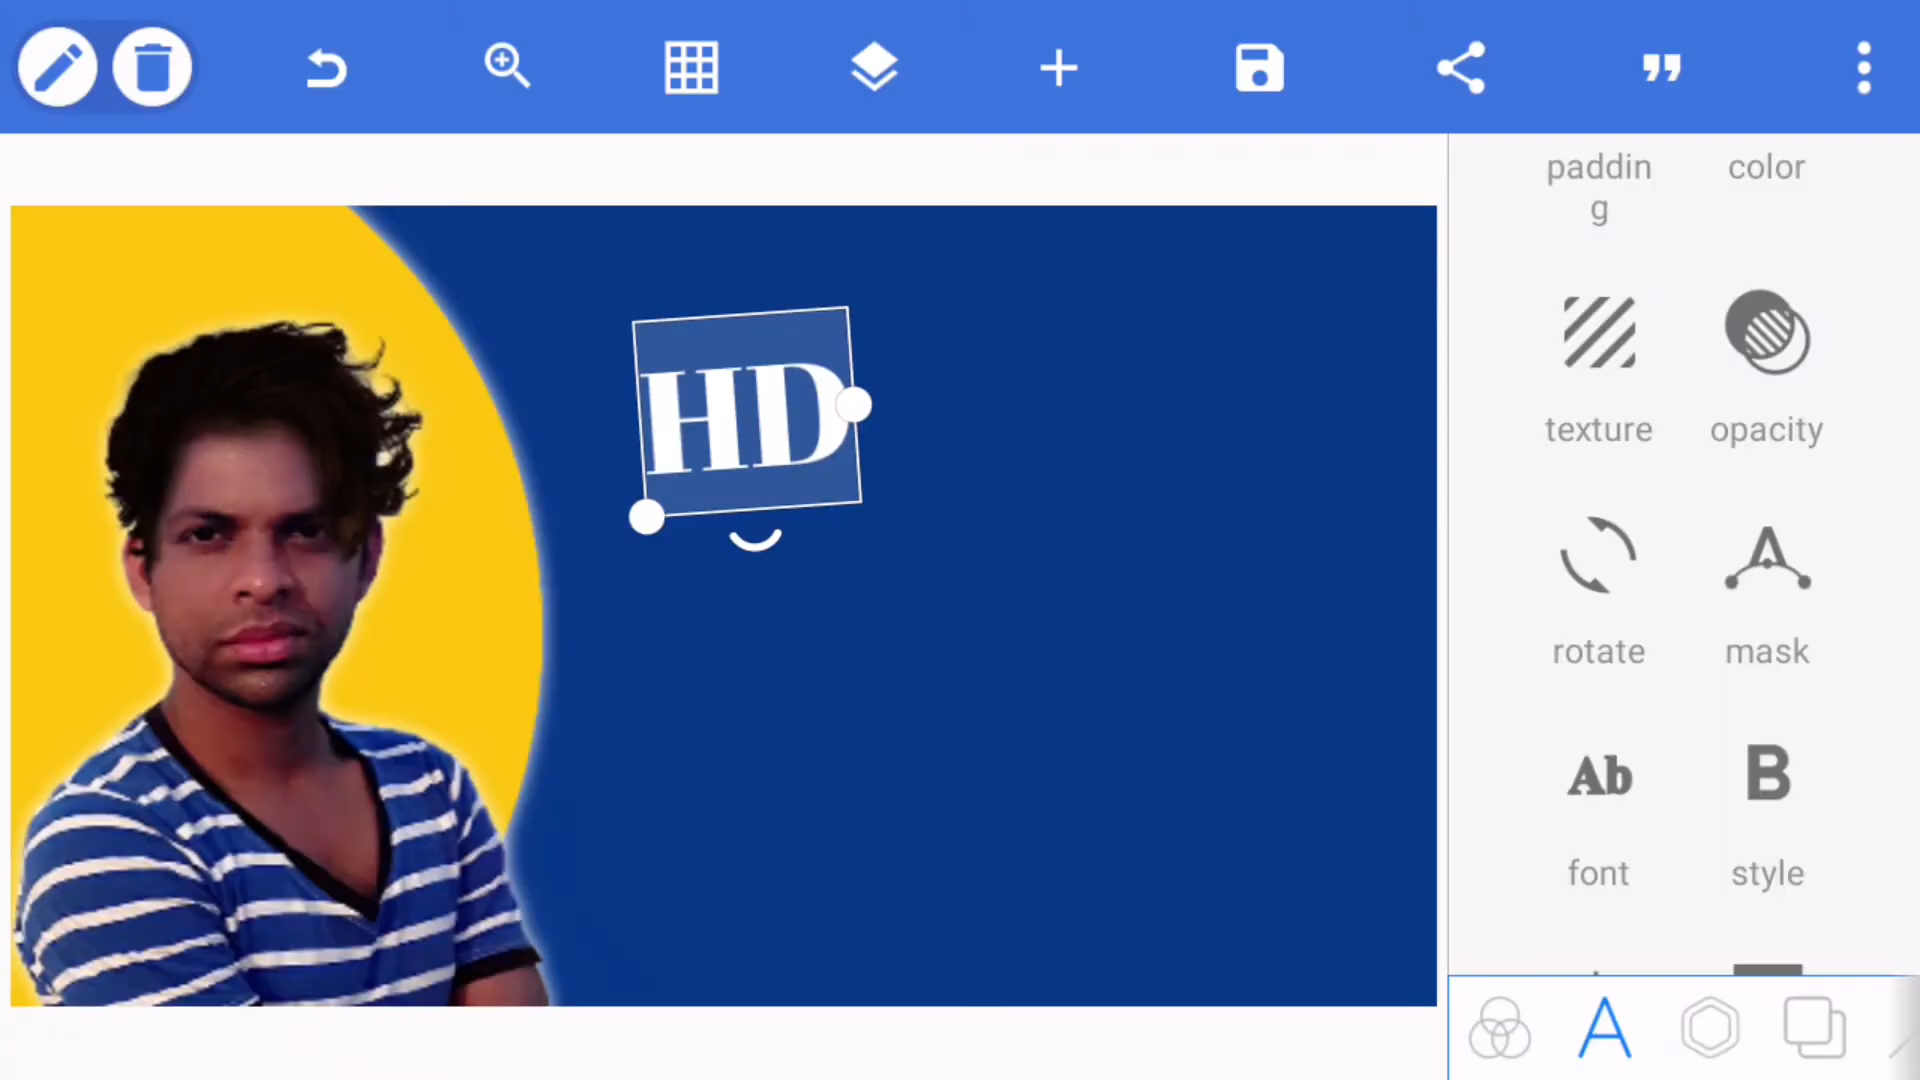 paddin
g
color
HD
texture
opacity
rotate
mask
Ab
B
font
style
A